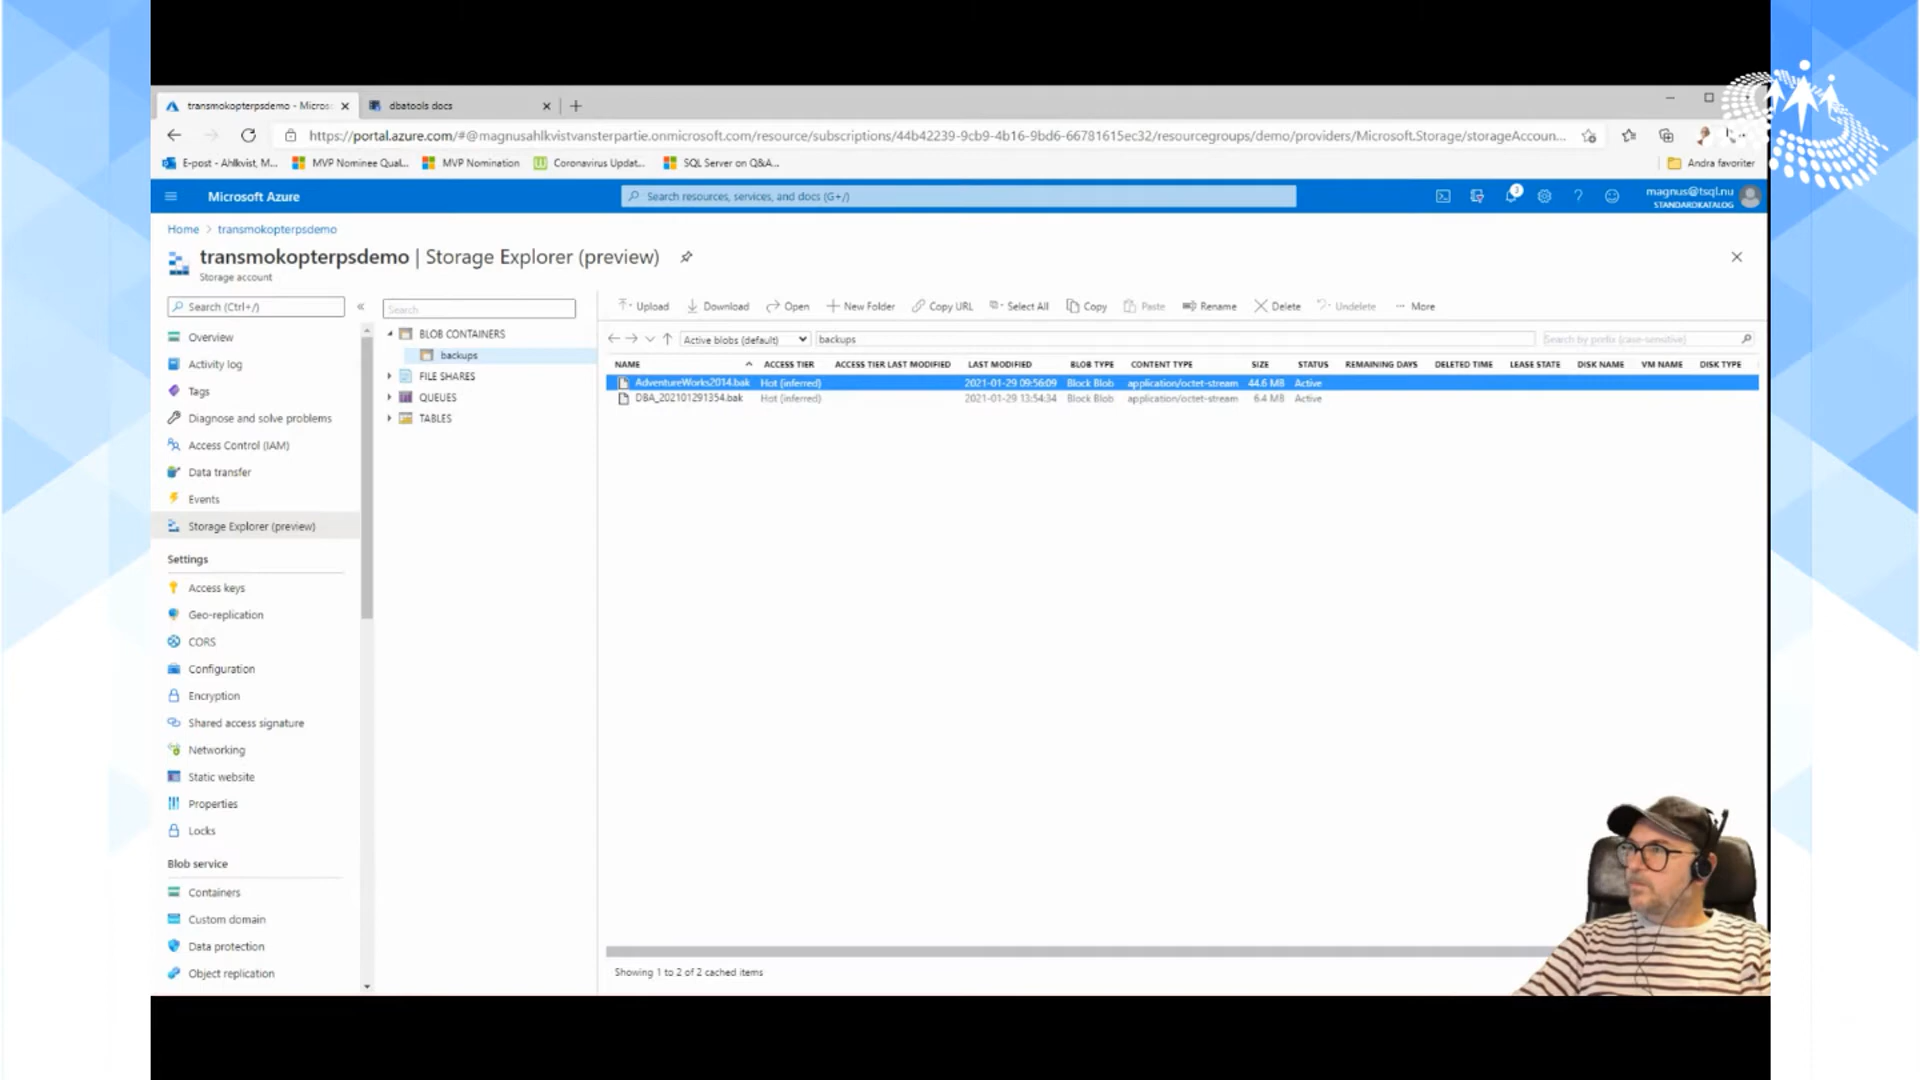 transmokopterpsdemo - Micros
dbatools docs
https://portal.azure.com/#@magnusahlkvistvansterpartie.onmicrosoft.com/resource/subscriptions/44b42239-9cb9-4b16-9bd6-66781615ec32/resourcegroups/demo/providers/Microsoft.Storage/storageAccoun...
E-post - Ahlkvist, M... MVP Nominee Qual... MVP Nomination Coronavirus Updat... SQL Server on Q&A... Andra favoriter
Microsoft Azure
Search resources, services, and docs (G+/)
magnus@tsql.nu
STANDARDKATALOG
Home > transmokopterpsdemo
transmokopterpsdemo | Storage Explorer (preview)
Storage account
Search (Ctrl+/)
Overview
Activity log
Tags
Diagnose and solve problems
Access Control (IAM)
Data transfer
Events
Storage Explorer (preview)
Settings
Access keys
Geo-replication
CORS
Configuration
Encryption
Shared access signature
Networking
Static website
Properties
Locks
Blob service
Containers
Custom domain
Data protection
Object replication
Search
BLOB CONTAINERS
backups
FILE SHARES
QUEUES
TABLES
Upload Download Open New Folder Copy URL Select All Copy Paste Rename Delete Undelete More
Active blobs (default) backups Search by prefix (case-sensitive)
NAME ACCESS TIER ACCESS TIER LAST MODIFIED LAST MODIFIED BLOB TYPE CONTENT TYPE SIZE STATUS REMAINING DAYS DELETED TIME LEASE STATE DISK NAME VM NAME DISK TYPE
AdventureWorks2014.bak Hot (inferred) 2021-01-29 09:56:09 Block Blob application/octet-stream 44.6 MB Active
DBA_202101291354.bak Hot (inferred) 2021-01-29 13:54:34 Block Blob application/octet-stream 6.4 MB Active
Showing 1 to 2 of 2 cached items